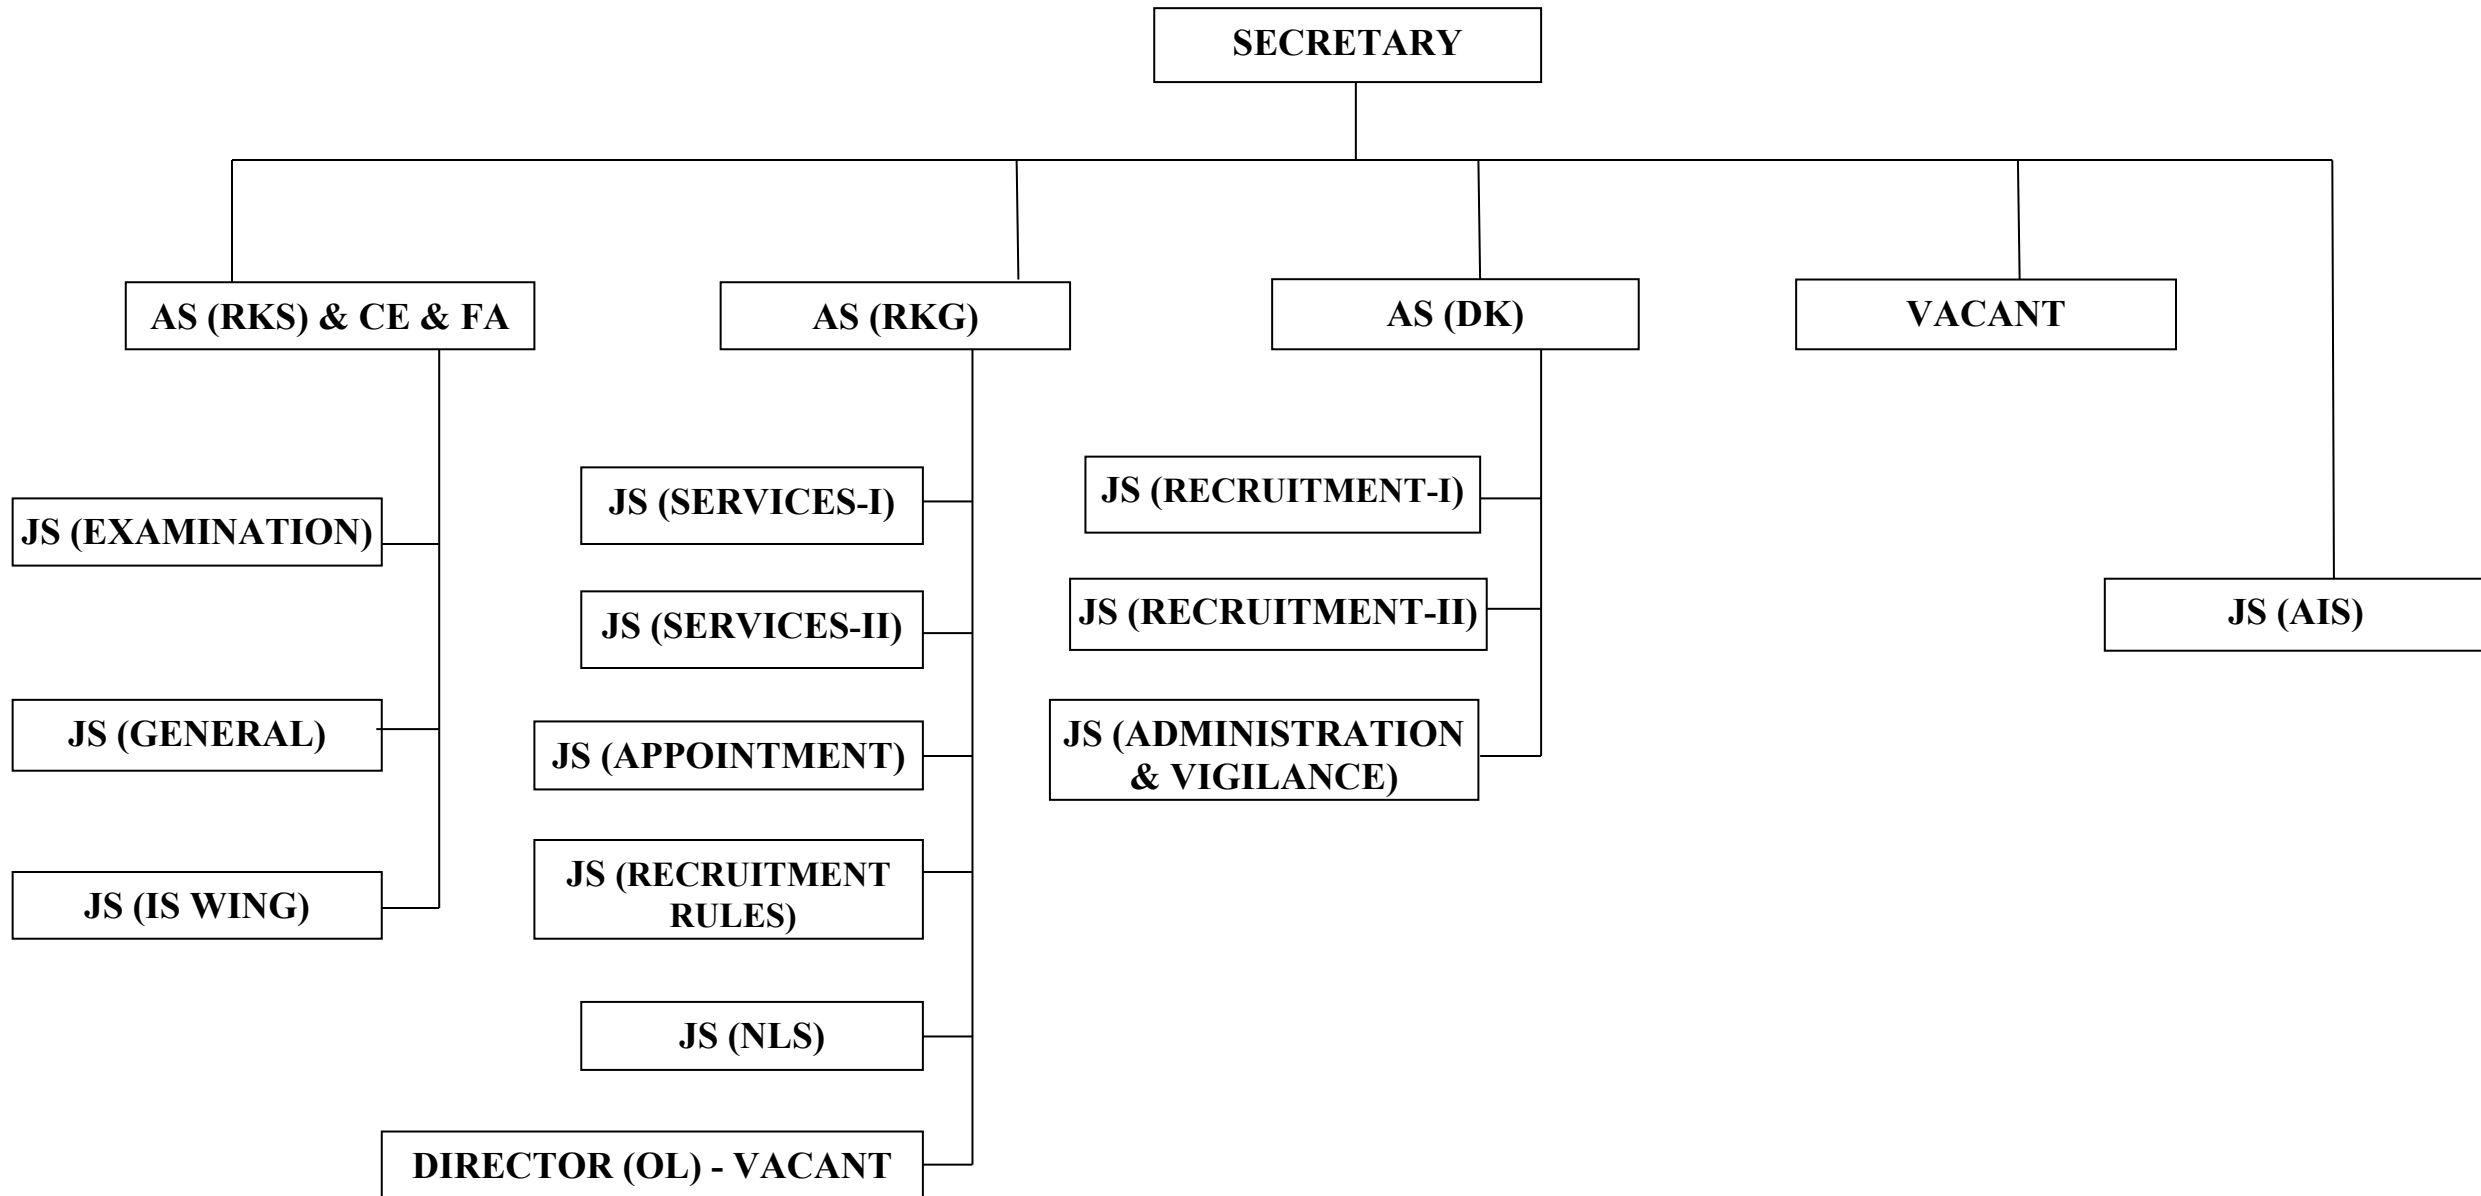 SECRETARY
AS (RKS) & CE & FA
AS (RKG)
AS (DK)
VACANT
JS (EXAMINATION)
JS (GENERAL)
JS (IS WING)
JS (SERVICES-I)
JS (SERVICES-II)
JS (APPOINTMENT)
JS (RECRUITMENT
RULES)
JS (NLS)
DIRECTOR (OL) - VACANT
JS (RECRUITMENT-I)
JS (RECRUITMENT-II)
JS (ADMINISTRATION
& VIGILANCE)
JS (AIS)